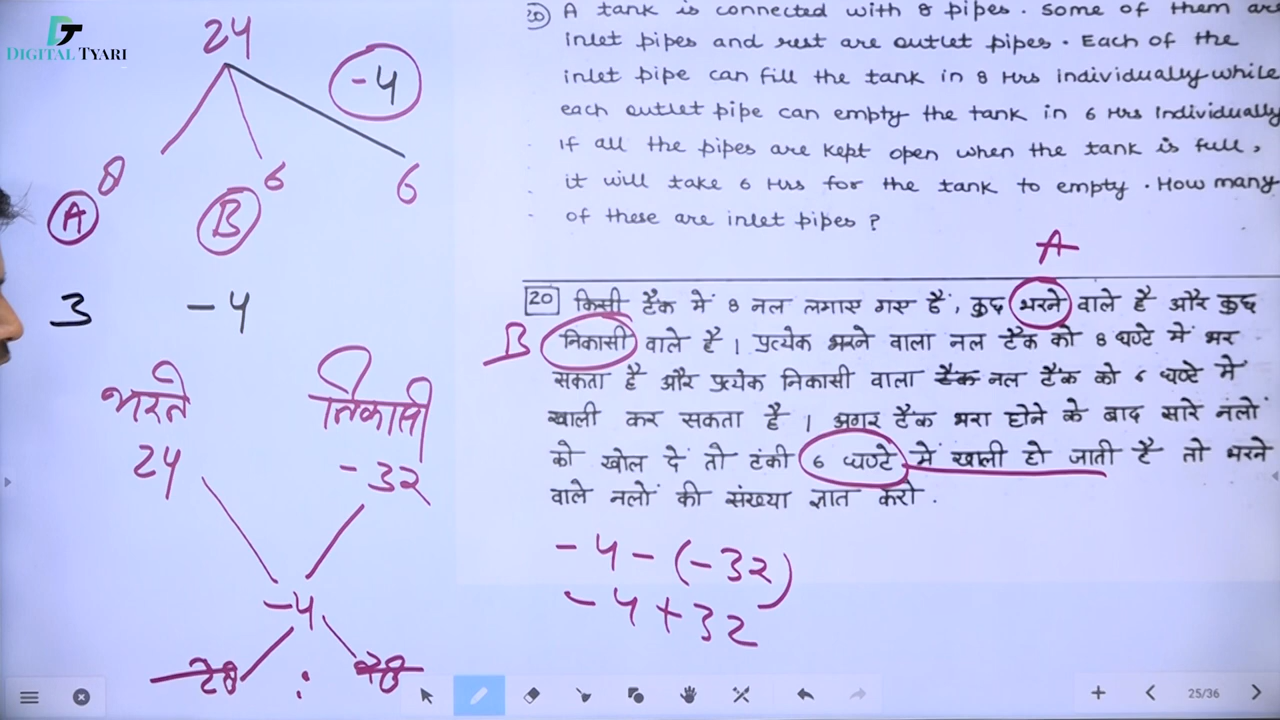 DIGITAL TYARI
24
-4
8 6 6
A B
3 -4
भरने निकासी
24 -32
-4
28 : 28
20) A tank is connected with 8 pipes. Some of them are
inlet pipes and rest are outlet pipes. Each of the
inlet pipe can fill the tank in 8 Hrs individually while
each outlet pipe can empty the tank in 6 Hrs individually
If all the pipes are kept open when the tank is full,
it will take 6 Hrs for the tank to empty. How many
of these are inlet pipes?
A
20 किसी टैंक में 8 नल लगाए गए हैं, कुछ भरने वाले है और कुछ
B निकासी वाले है। प्रत्येक भरने वाला नल टैंक को 8 घण्टे में भर
सकता है और प्रत्येक निकासी वाला टैंक नल टैंक को 6 घण्टे में
खाली कर सकता है। अगर टैंक भरा होने के बाद सारे नलों
को खोल दें तो टंकी 6 घण्टे में खाली हो जाती है तो भरने
वाले नलों की संख्या ज्ञात करो.
-4-(-32)
-4+32
25/36